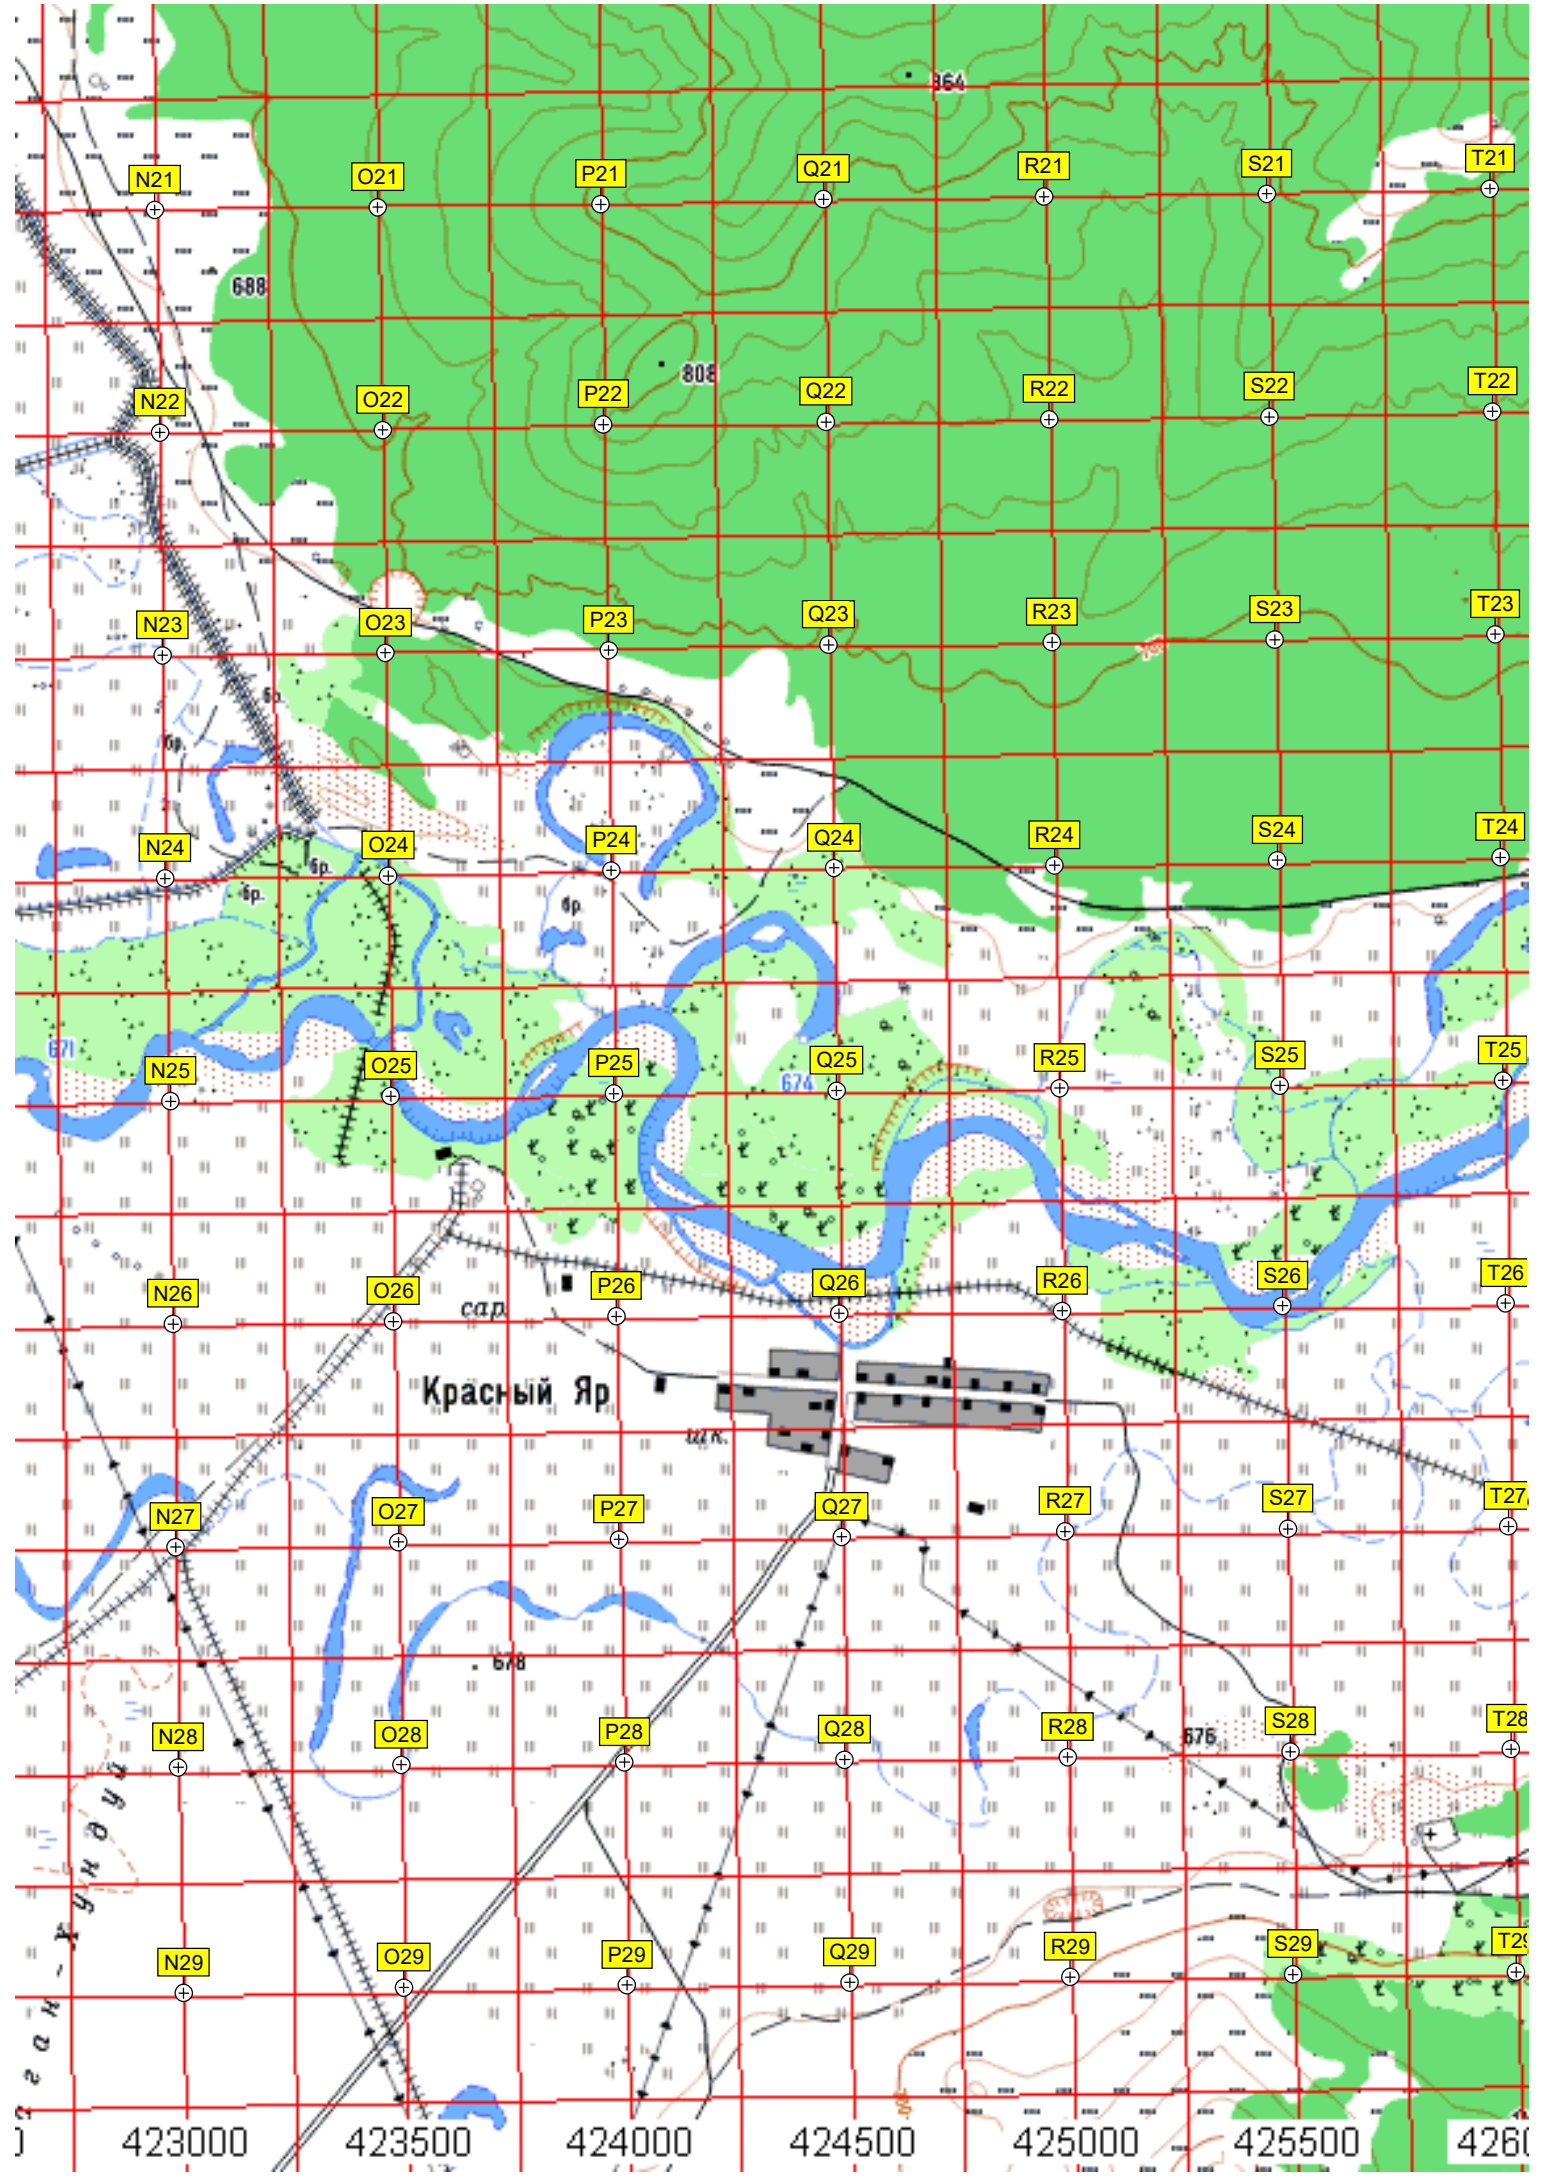 864
N21 O21 P21 Q21 R21 S21 T21
688
808
N22 O22 P22 Q22 R22 S22 T22
N23 O23 P23 Q23 R23 S23 T23
бр.
бр.
N24 O24 P24 Q24 R24 S24 T24
бр.
бр.
бр.
671
674
N25 O25 P25 Q25 R25 S25 T25
N26 O26 P26 Q26 R26 S26 T26
сар.
Красный Яр
шк.
N27 O27 P27 Q27 R27 S27 T27
678
676
N28 O28 P28 Q28 R28 S28 T28
N29 O29 P29 Q29 R29 S29 T29
423000 423500 424000 424500 425000 425500